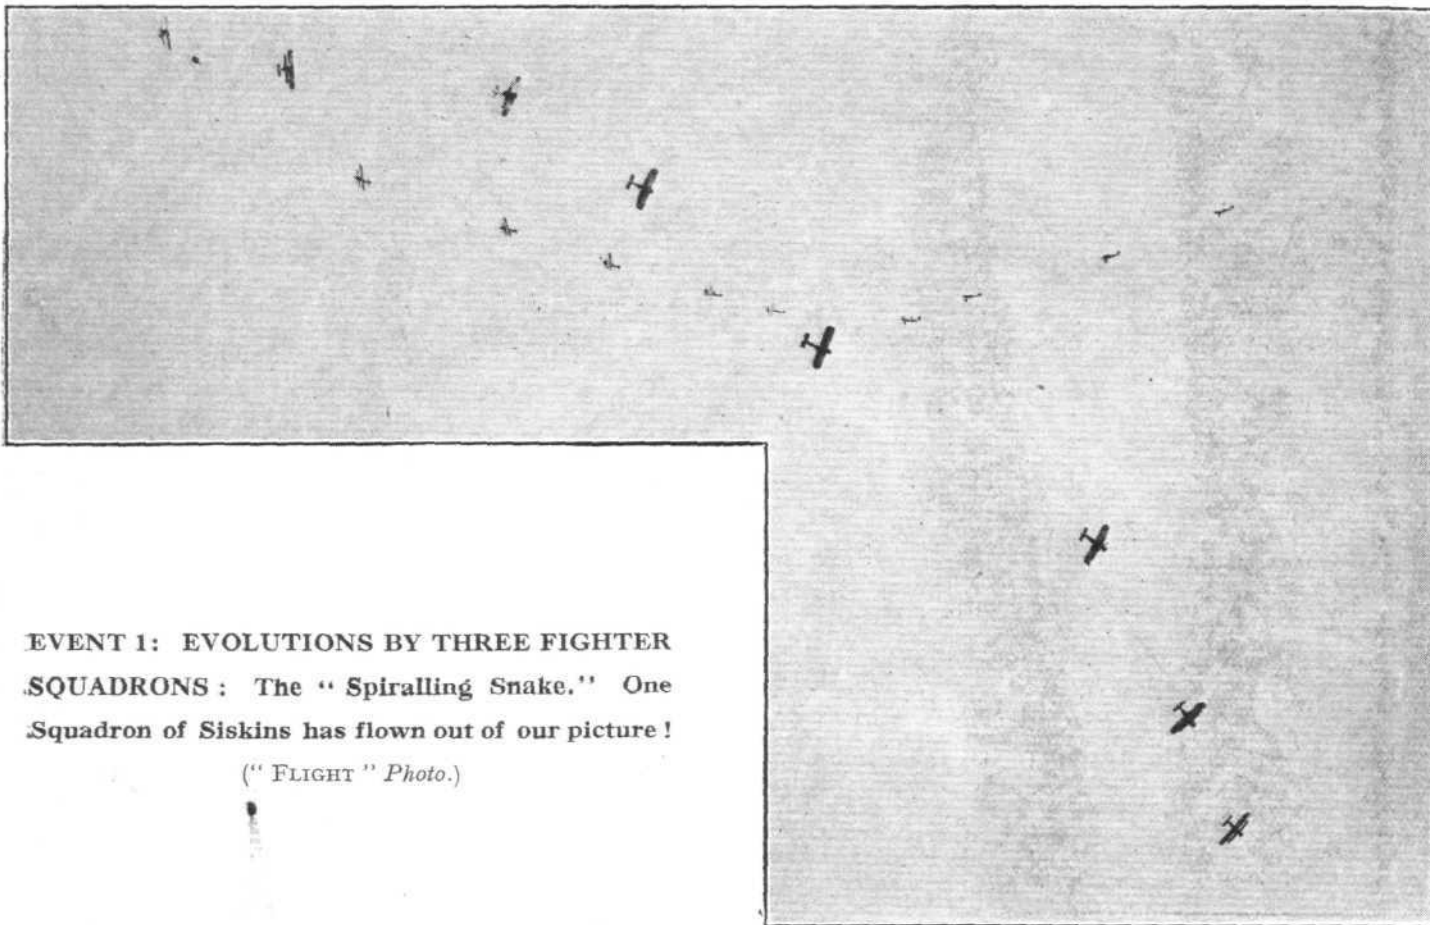 EVENT 1: EVOLUTIONS BY THREE FIGHTER
SQUADRONS : The “ Spiralling Snake.” One
Squadron of Siskins has flown out of our picture !
(“ FLIGHT ” Photo.)